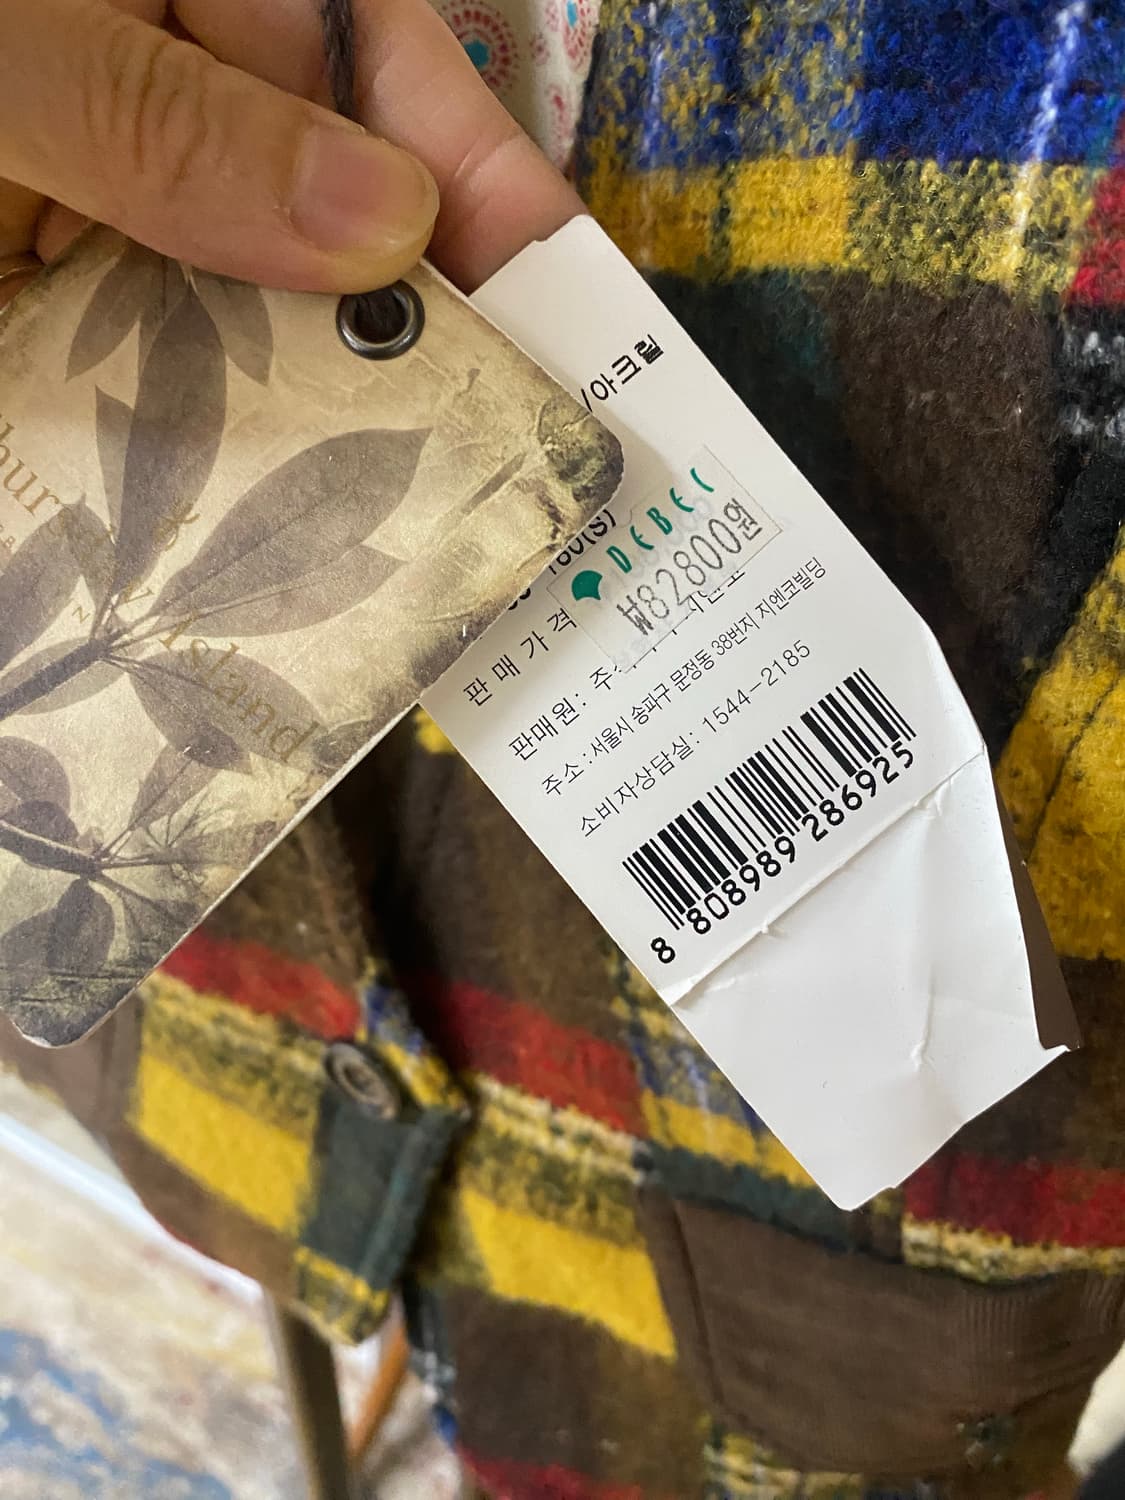 Island
/아크릴
160(S)
DEBEC
₩82800원
판 매 가 격
판매원: 주
주소:서울시 송파구 문정동 38번지 지엔코빌딩
소비자상담실: 1544-2185
8 808989 286925